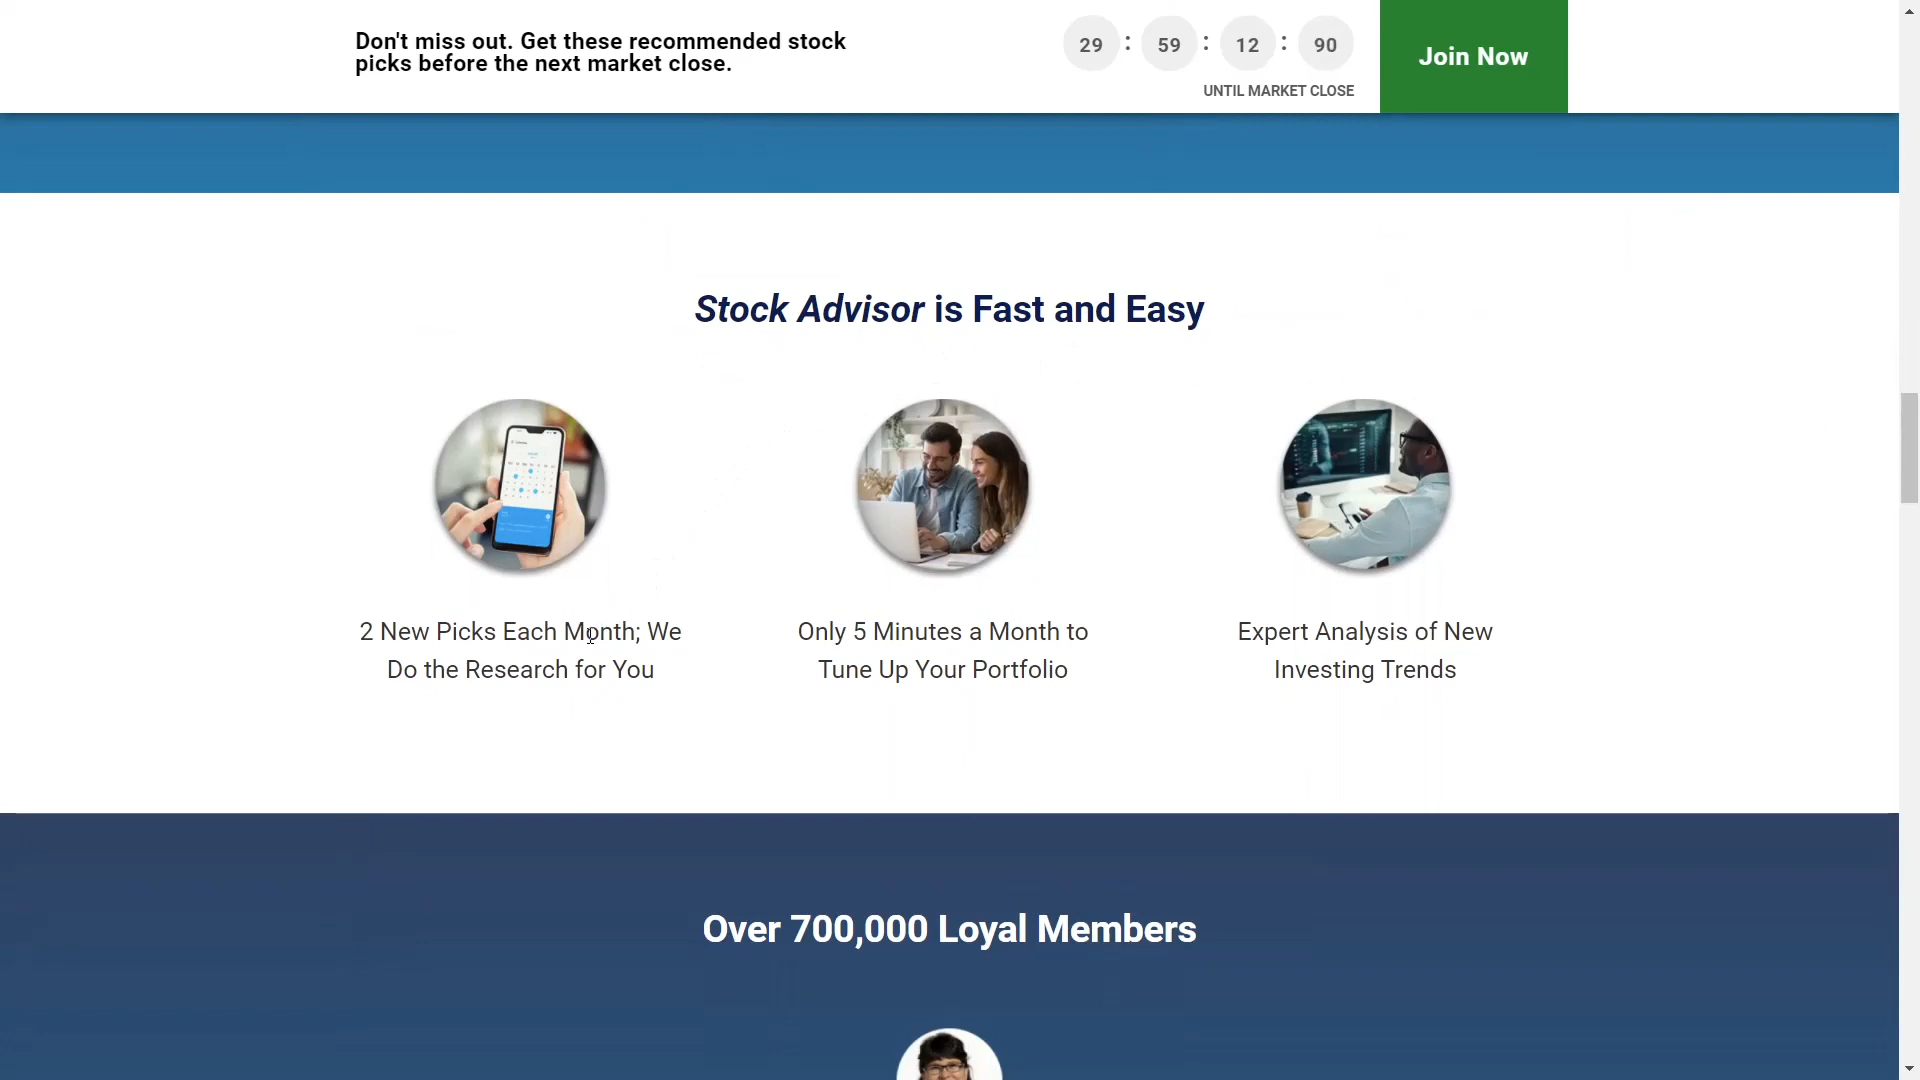 Don't miss out. Get these recommended stock
picks before the next market close.
29 : 59 : 12 : 90
UNTIL MARKET CLOSE
Join Now
Stock Advisor is Fast and Easy
2 New Picks Each Month; We
Do the Research for You
Only 5 Minutes a Month to
Tune Up Your Portfolio
Expert Analysis of New
Investing Trends
Over 700,000 Loyal Members